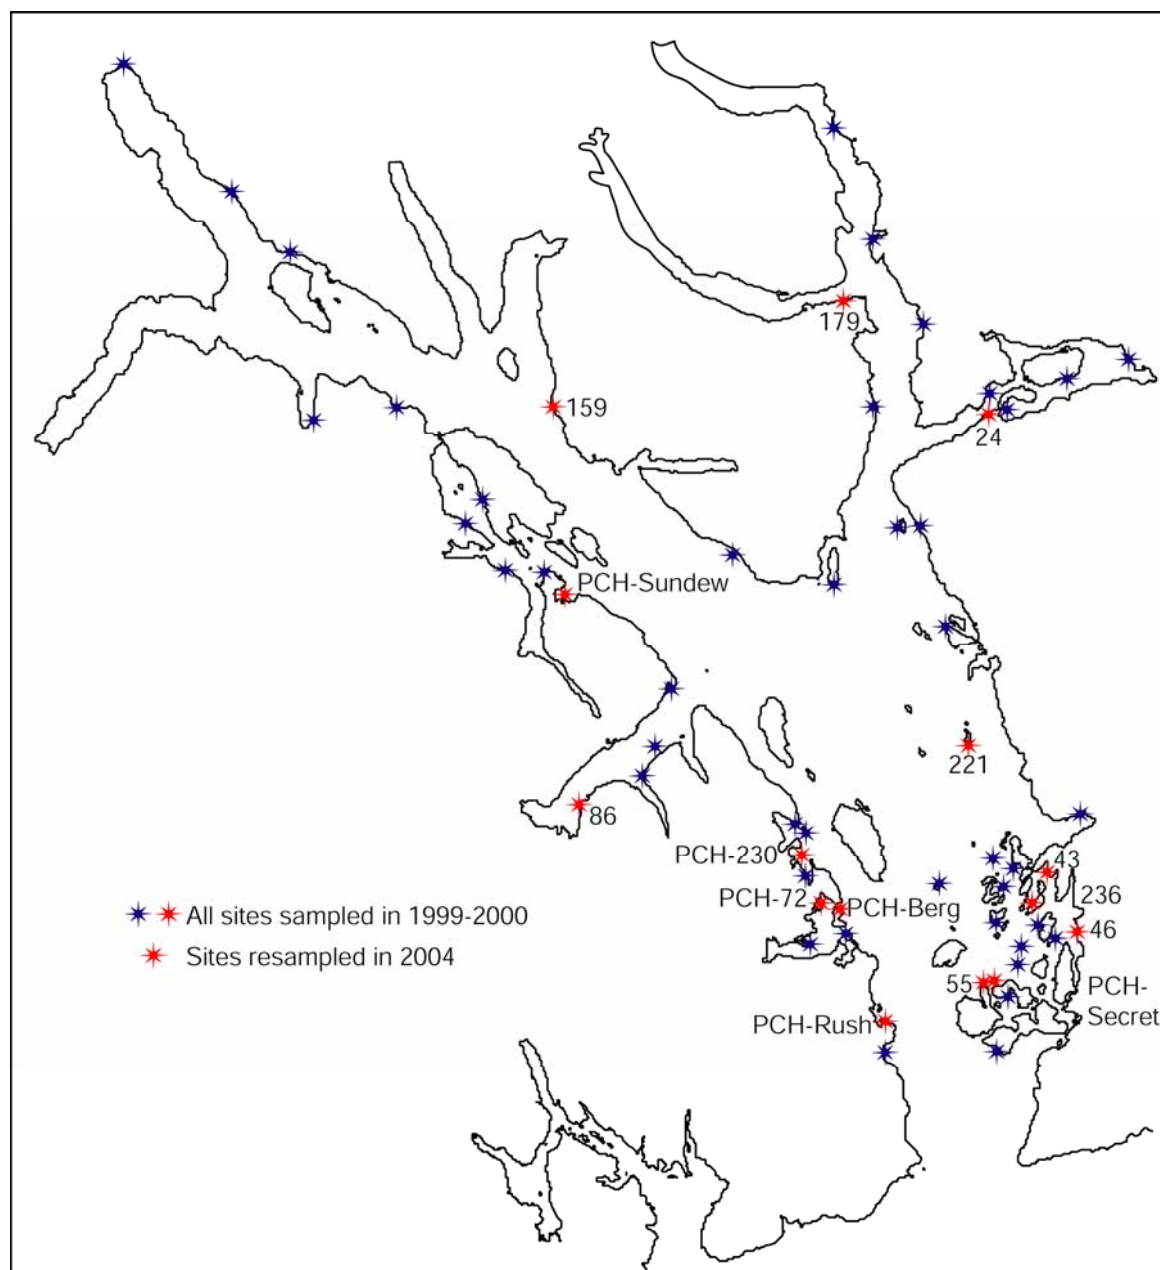 179
159
24
PCH-Sundew
221
86
43
PCH-230
236
PCH-72
PCH-Berg
All sites sampled in 1999-2000
46
Sites resampled in 2004
55
PCH-
Secret
PCH-Rush